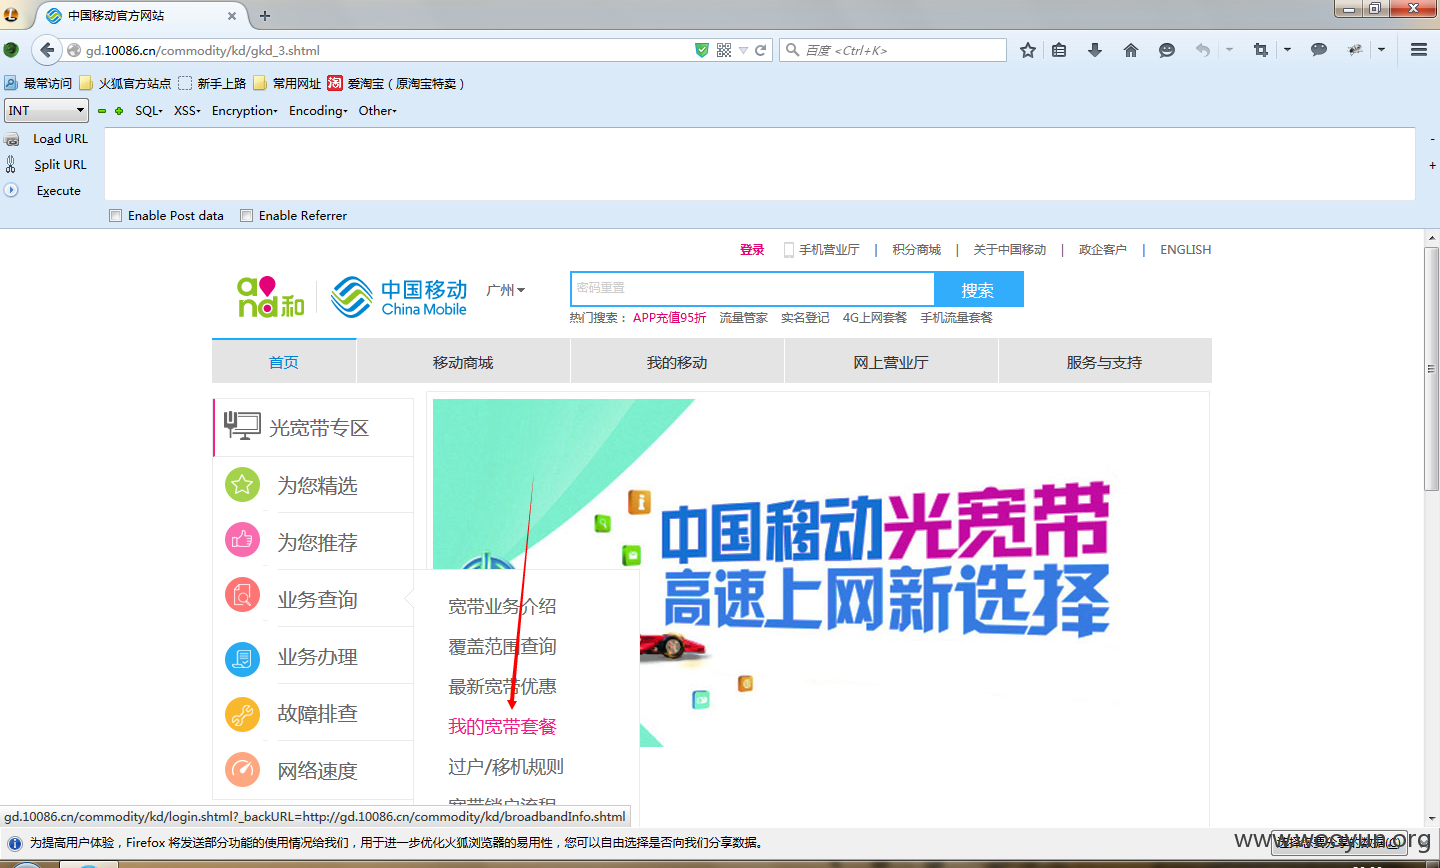 中国移动官方网站
gd.10086.cn/commodity/kd/gkd_3.shtml
百度 <Ctrl+K>
最常访问 火狐官方站点 新手上路 常用网址 淘 爱淘宝（原淘宝特卖）
INT SQL XSS Encryption Encoding Other
Load URL
Split URL
Execute
Enable Post data Enable Referrer
登录 手机营业厅 | 积分商城 | 关于中国移动 | 政企客户 | ENGLISH
and和 中国移动 China Mobile 广州
密码重置 搜索
热门搜索： APP充值95折 流量管家 实名登记 4G上网套餐 手机流量套餐
首页 移动商城 我的移动 网上营业厅 服务与支持
光宽带专区
为您精选
为您推荐
业务查询
业务办理
故障排查
网络速度
宽带业务介绍
覆盖范围查询
最新宽带优惠
我的宽带套餐
过户/移机规则
宽带销户流程
中国移动光宽带
高速上网新选择
gd.10086.cn/commodity/kd/login.shtml?_backURL=http://gd.10086.cn/commodity/kd/broadbandInfo.shtml
为提高用户体验，Firefox 将发送部分功能的使用情况给我们，用于进一步优化火狐浏览器的易用性，您可以自由选择是否向我们分享数据。
www.wooyun.org